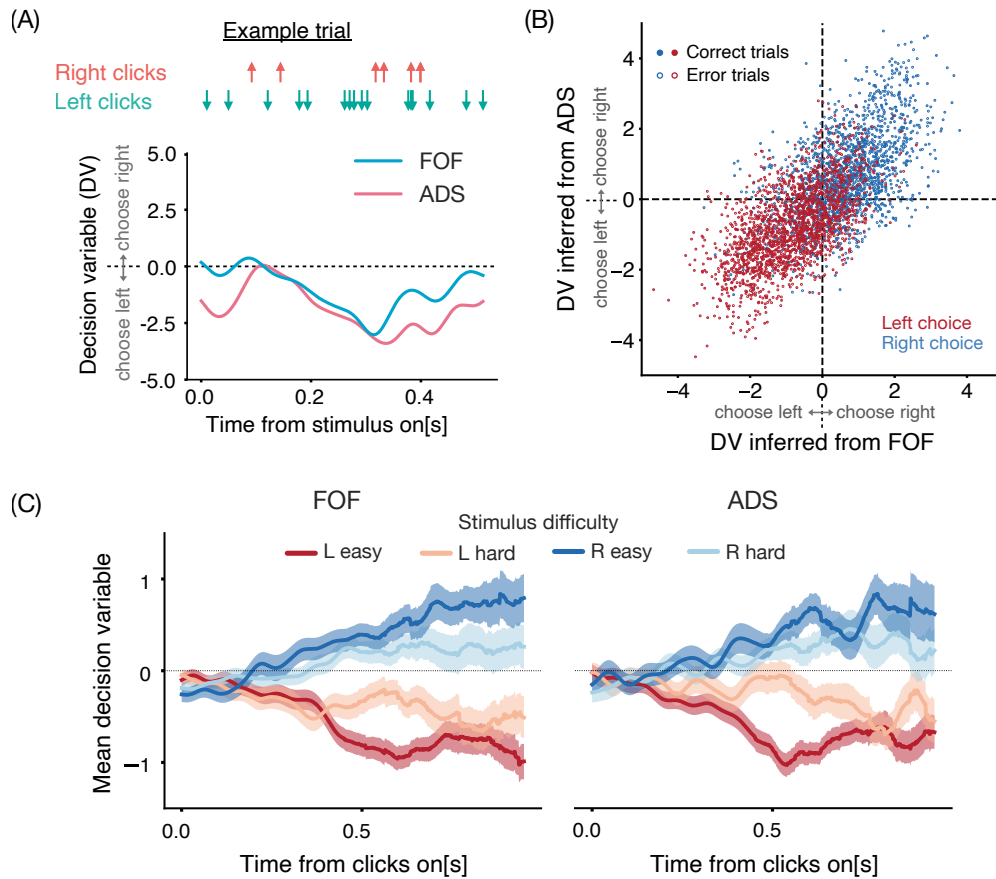 (A)
Example trial
Right clicks
Left clicks
Decision variable (DV)
choose left ⟷ choose right
5.0
2.5
0.0
-2.5
-5.0
FOF
ADS
0.0 0.2 0.4
Time from stimulus on[s]
(B)
DV inferred from ADS
choose left ⟷ choose right
4
2
0
−2
−4
Correct trials
Error trials
Left choice
Right choice
−4 −2 0 2 4
choose left ⟷ choose right
DV inferred from FOF
(C)
FOF ADS
Stimulus difficulty
L easy L hard R easy R hard
Mean decision variable
1
0
−1
0.0 0.5
Time from clicks on[s]
0.0 0.5
Time from clicks on[s]